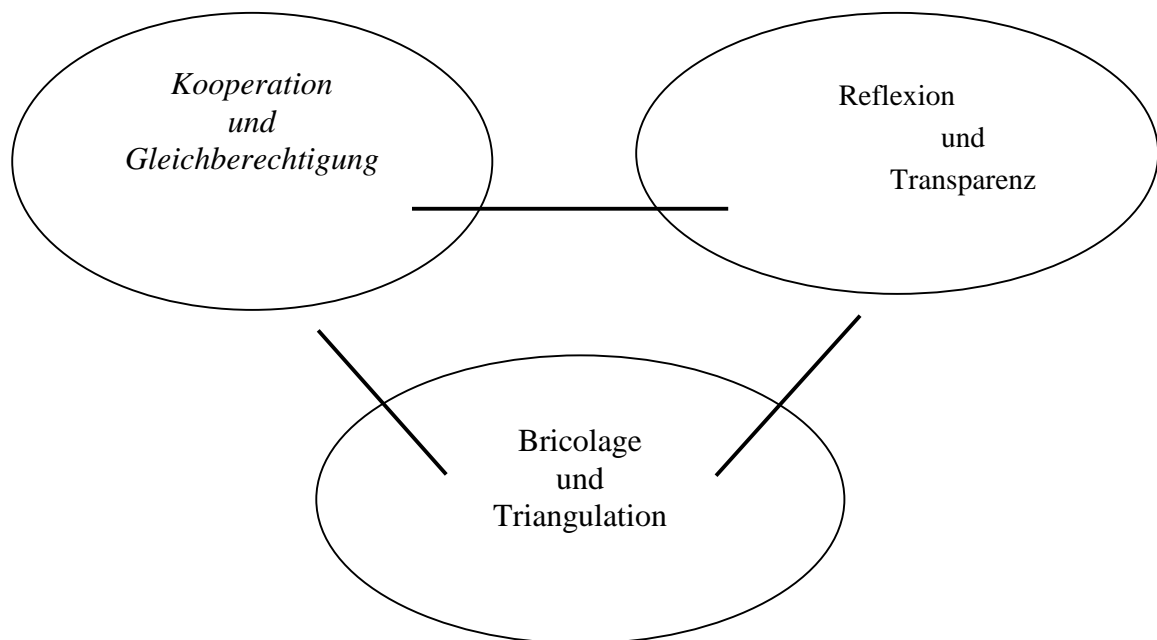 Kooperation
und
Gleichberechtigung
Reflexion
und
Transparenz
Bricolage
und
Triangulation